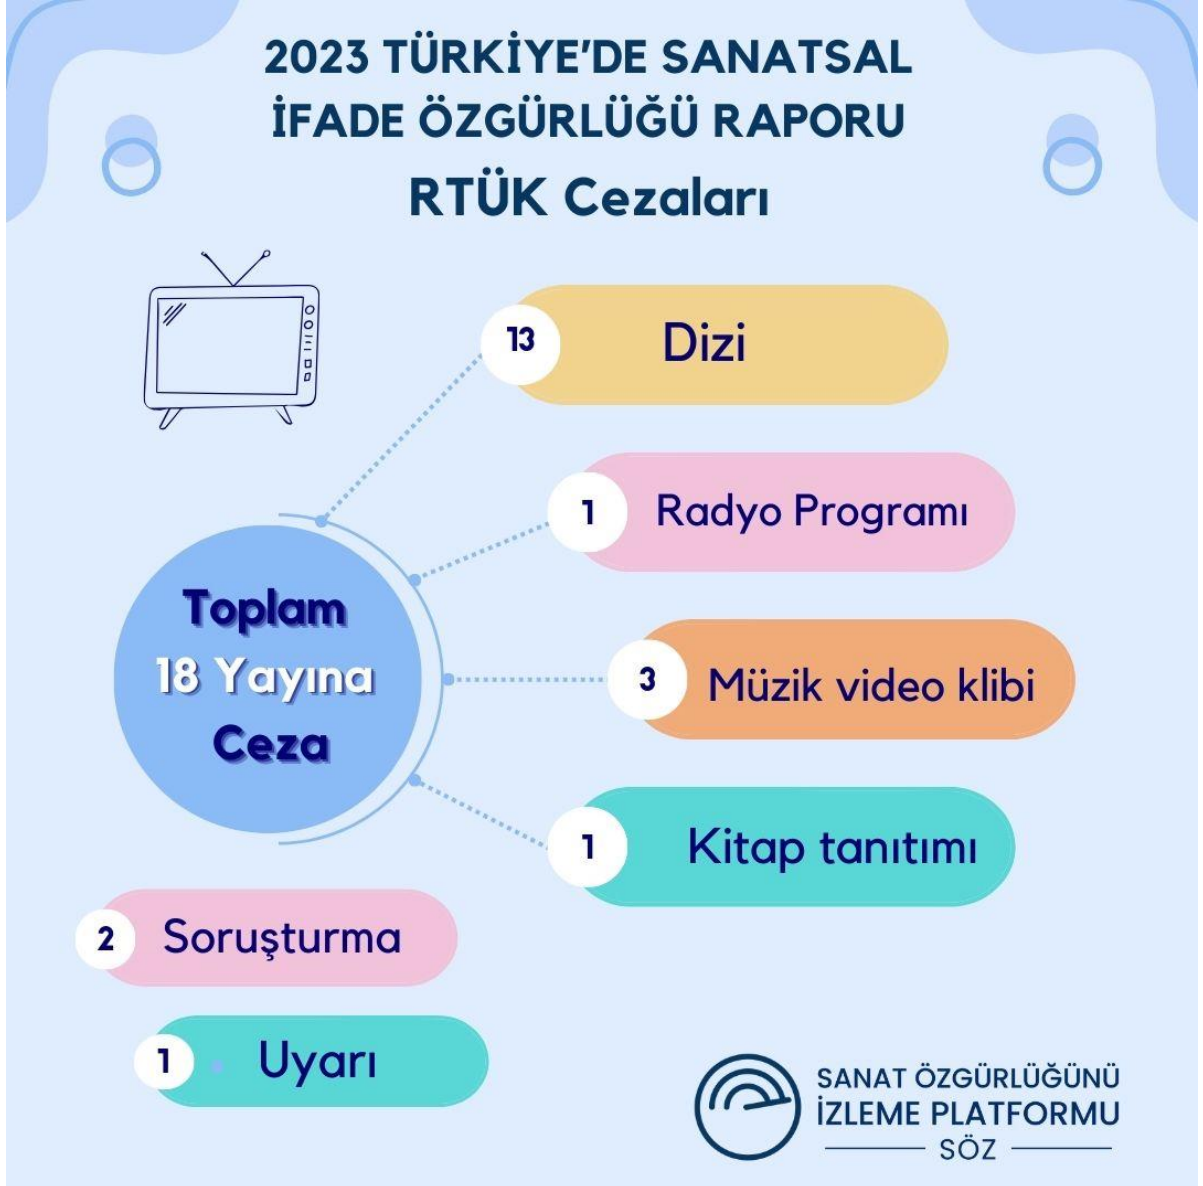 2023 TÜRKİYE'DE SANATSAL
İFADE ÖZGÜRLÜĞÜ RAPORU
RTÜK Cezaları
13 Dizi
1 Radyo Programı
Toplam
18 Yayına
Ceza
3 Müzik video klibi
1 Kitap tanıtımı
2 Soruşturma
1 Uyarı
SANAT ÖZGÜRLÜĞÜNÜ
İZLEME PLATFORMU
SÖZ